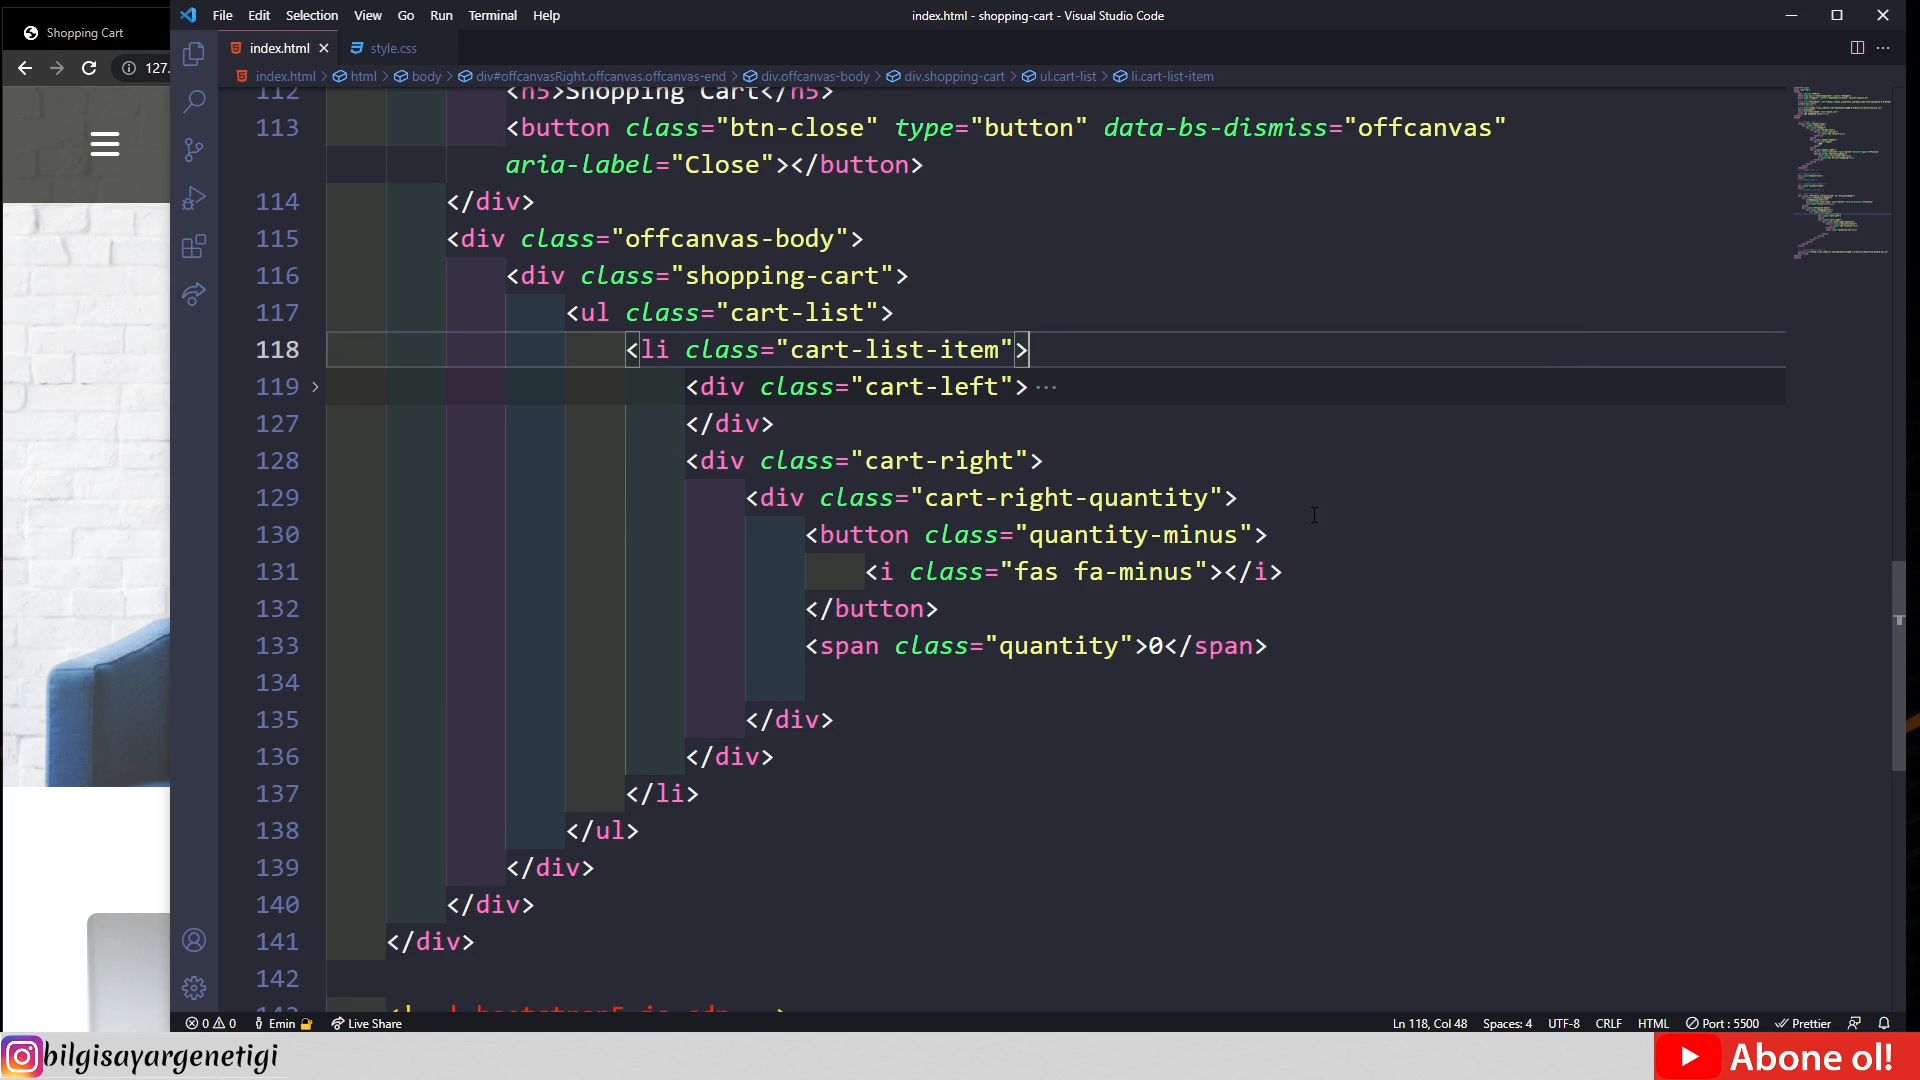 Shopping Cart
127.
File Edit Selection View Go Run Terminal Help
index.html - shopping-cart - Visual Studio Code
index.html
style.css
index.html > html > body > div#offcanvasRight.offcanvas.offcanvas-end > div.offcanvas-body > div.shopping-cart > ul.cart-list > li.cart-list-item
112 <h5>Shopping Cart</h5>
113 <button class="btn-close" type="button" data-bs-dismiss="offcanvas"
aria-label="Close"></button>
114 </div>
115 <div class="offcanvas-body">
116 <div class="shopping-cart">
117 <ul class="cart-list">
118 <li class="cart-list-item">
119 <div class="cart-left"> ···
127 </div>
128 <div class="cart-right">
129 <div class="cart-right-quantity">
130 <button class="quantity-minus">
131 <i class="fas fa-minus"></i>
132 </button>
133 <span class="quantity">0</span>
134
135 </div>
136 </div>
137 </li>
138 </ul>
139 </div>
140 </div>
141 </div>
142
0 0 Emin Live Share Ln 118, Col 48 Spaces: 4 UTF-8 CRLF HTML Port : 5500 Prettier
bilgisayargenetigi
Abone ol!